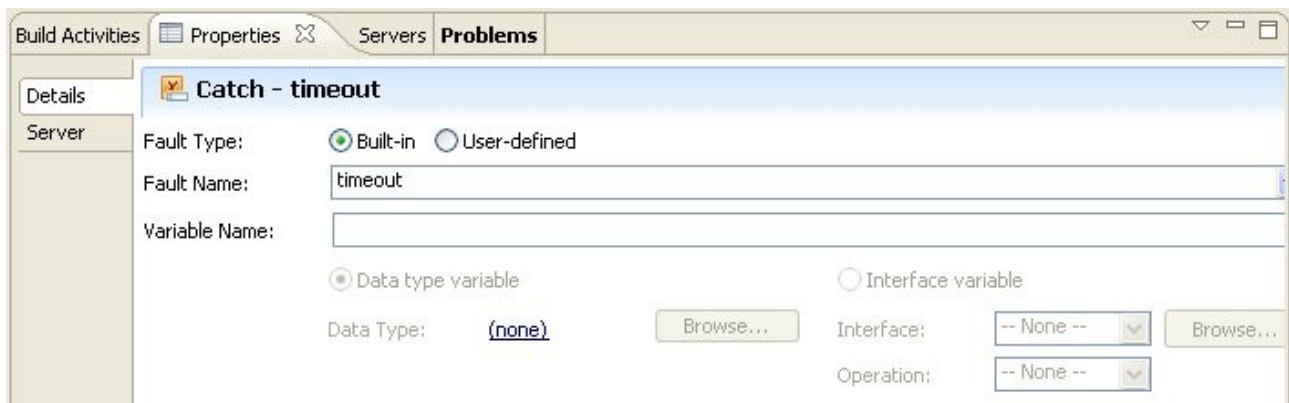 Build Activities Properties Servers Problems
Details
Server
Catch - timeout
Fault Type: Built-in User-defined
Fault Name: timeout
Variable Name:
Data type variable Interface variable
Data Type: (none) Browse... Interface: -- None -- Browse...
Operation: -- None --